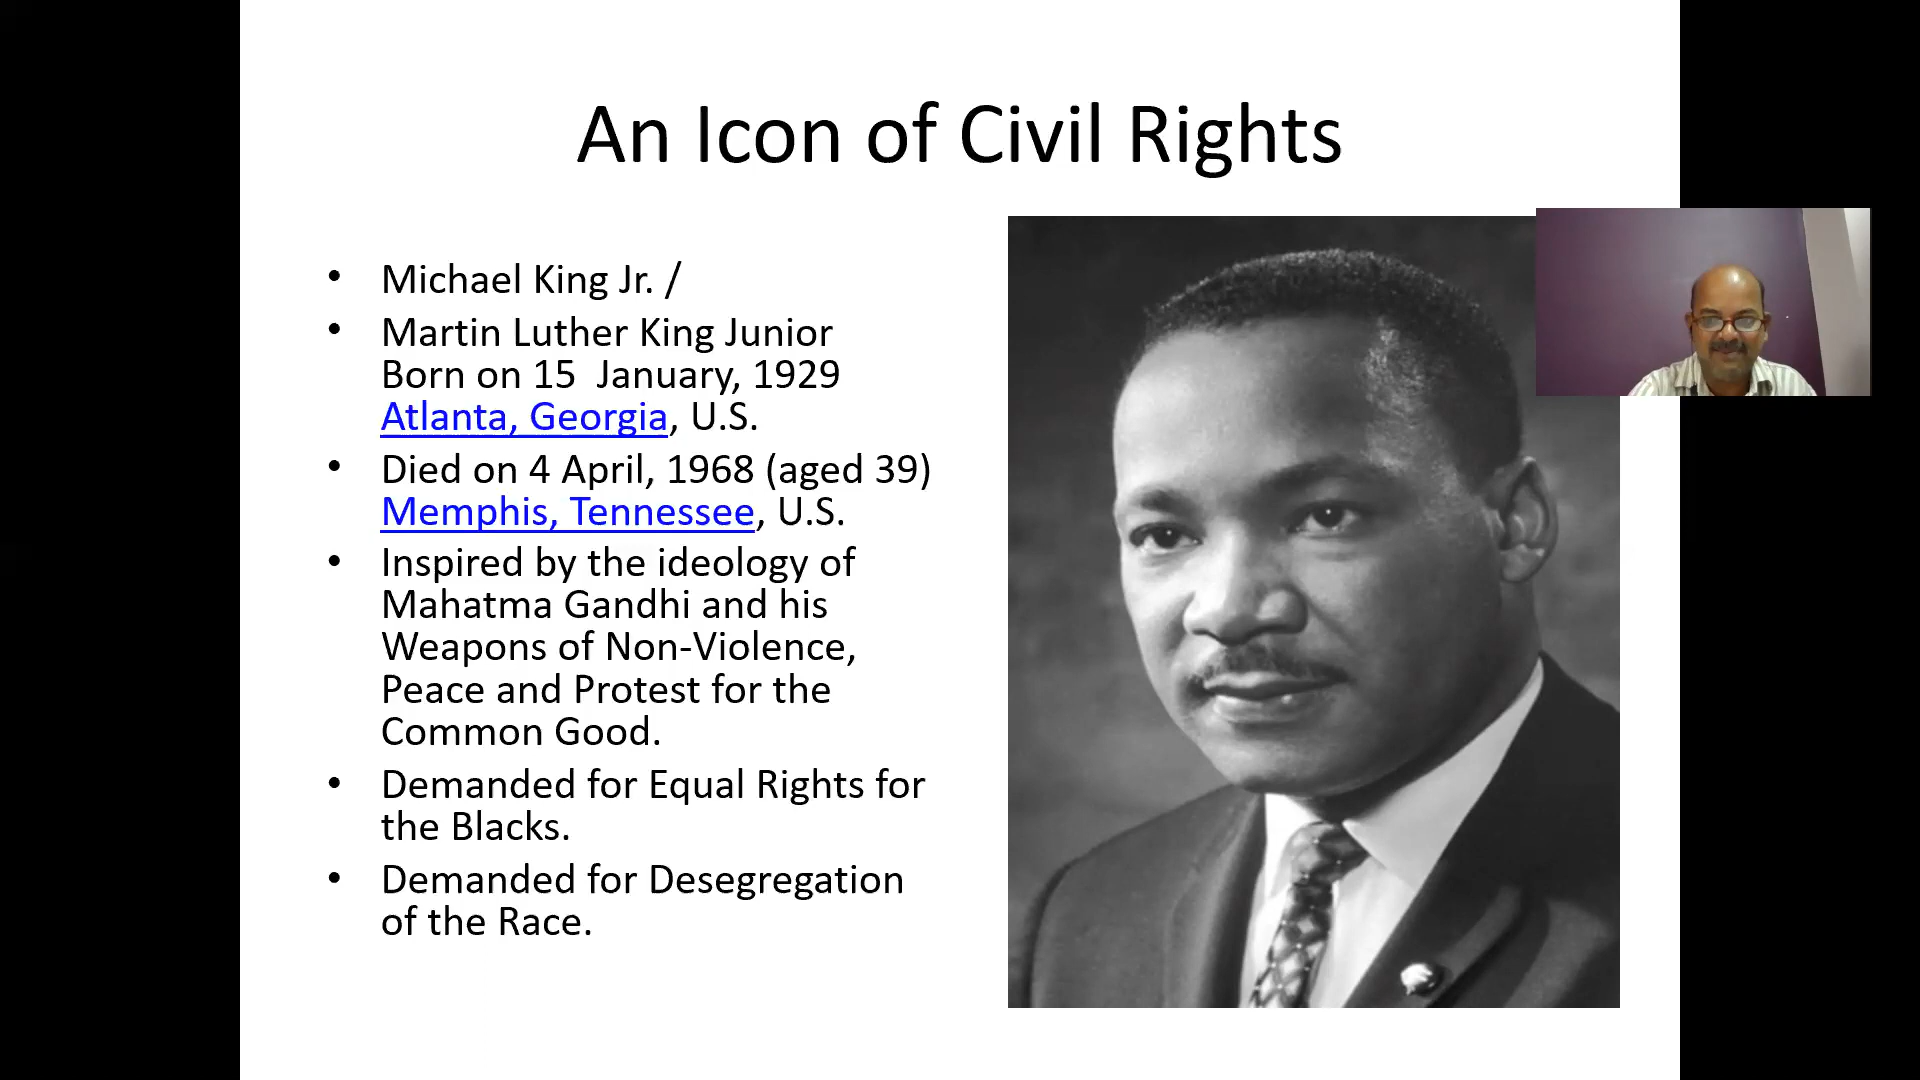 An Icon of Civil Rights
• Michael King Jr. /
• Martin Luther King Junior
Born on 15  January, 1929
Atlanta, Georgia, U.S.
• Died on 4 April, 1968 (aged 39)
Memphis, Tennessee, U.S.
• Inspired by the ideology of
Mahatma Gandhi and his
Weapons of Non-Violence,
Peace and Protest for the
Common Good.
• Demanded for Equal Rights for
the Blacks.
• Demanded for Desegregation
of the Race.